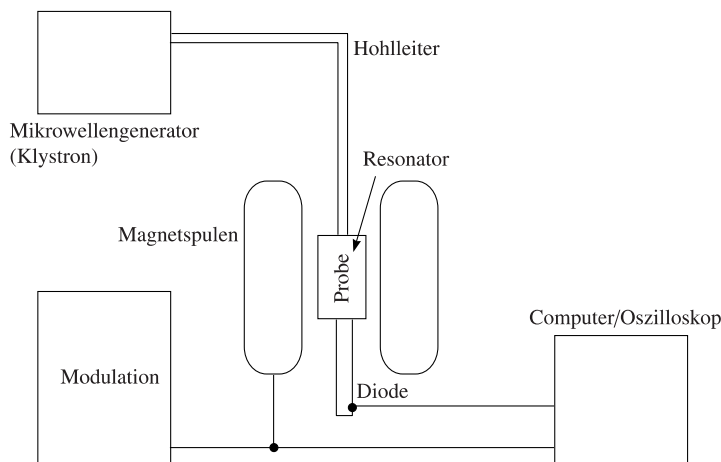 Hohlleiter
Mikrowellengenerator
(Klystron)
Resonator
Magnetspulen
Probe
Computer/Oszilloskop
Modulation
Diode